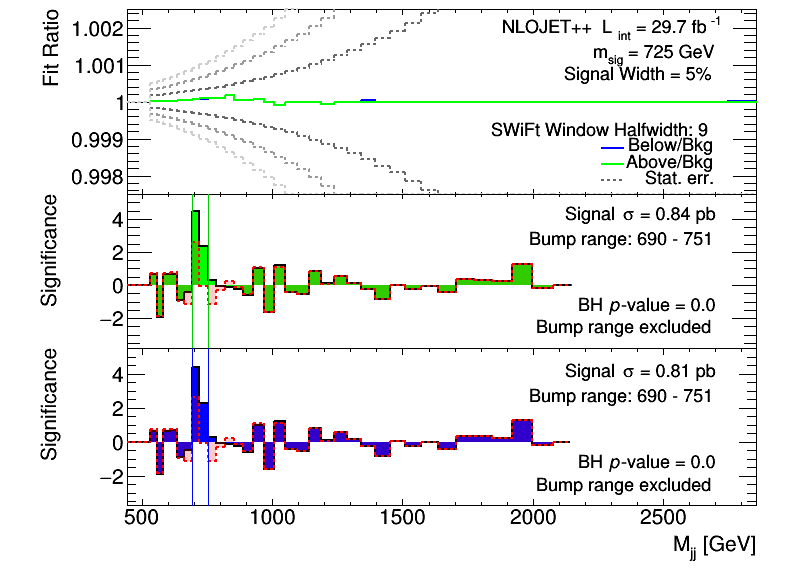 Fit Ratio
1.002
1.001
1
0.999
0.998
NLOJET++ L int = 29.7 fb -1
msig = 725 GeV
Signal Width = 5%
SWiFt Window Halfwidth: 9
Below/Bkg
Above/Bkg
Stat. err.
Significance
4
2
0
−2
Signal σ = 0.84 pb
Bump range: 690 - 751
BH p-value = 0.0
Bump range excluded
Significance
4
2
0
−2
Signal σ = 0.81 pb
Bump range: 690 - 751
BH p-value = 0.0
Bump range excluded
500 1000 1500 2000 2500
Mjj [GeV]